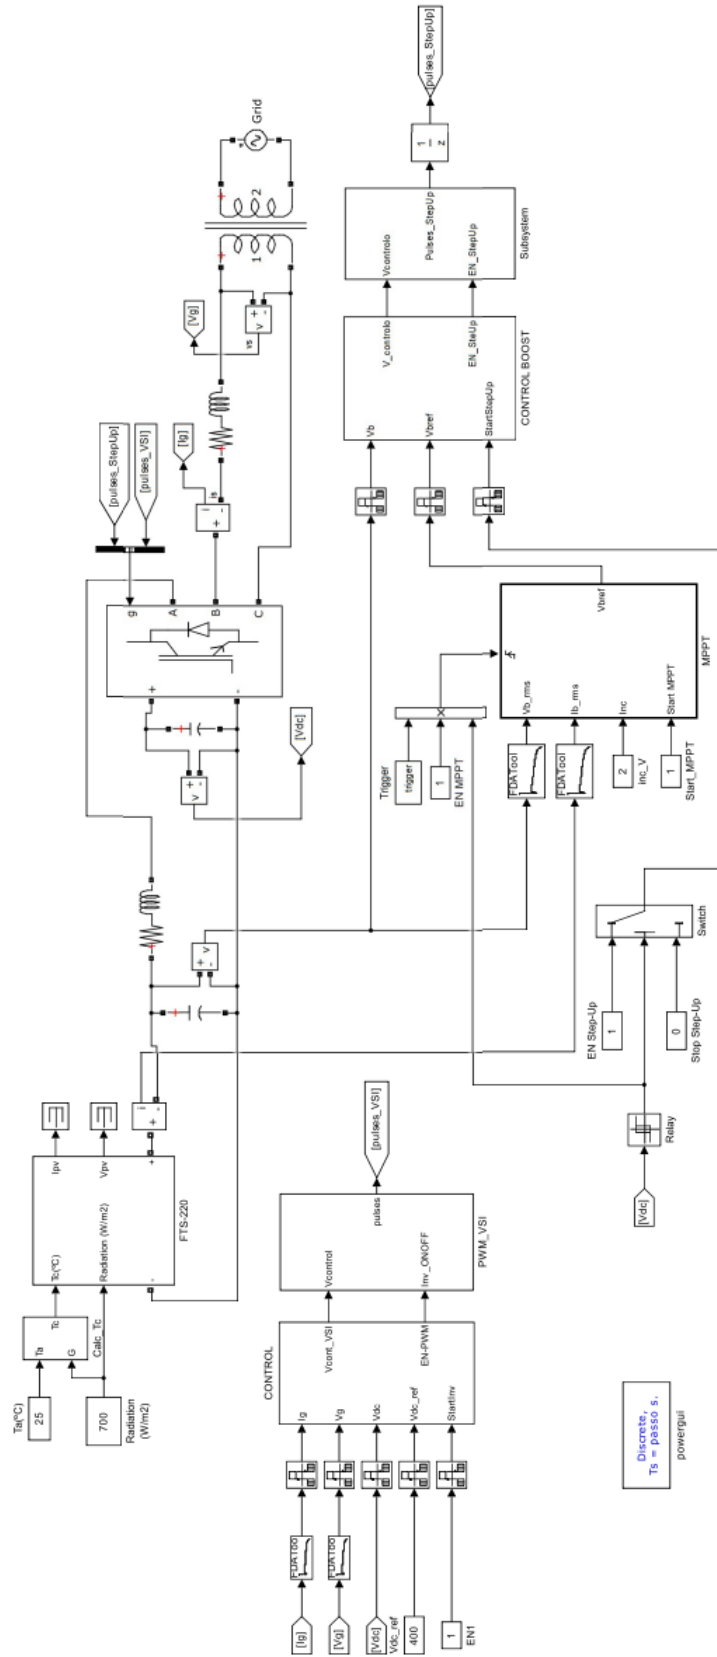 Ta(ºC)
25
700
Radiation
(W/m2)
Ta
G
Tc
Calc_Tc
Tc(ºC)
Radiation (W/m2)
Ipv
Vpv
+
-
FTS-220
i
+
-
+
-
v
+
-
v
[Vdc]
g
A
B
C
+
-
[pulses_StepUp]
[pulses_VSI]
i
+
-
is
[Ig]
[Vg]
v
+
-
vs
1
2
Grid
[Ig]
[Vg]
[Vdc]
Vdc_ref
400
1
EN1
FDATool
FDATool
CONTROL
Ig
Vg
Vdc
Vdc_ref
StartInv
Vcont_VSI
EN-PWM
Vcontrol
Inv_ONOFF
pulses
PWM_VSI
[pulses_VSI]
[Vdc]
Relay
EN Step-Up
1
0
Stop Step-Up
Switch
Trigger
trigger
1
EN MPPT
FDATool
FDATool
2
inc_V
1
Start_MPPT
Vb_rms
Ib_rms
Inc
Start MPPT
Vbref
MPPT
Vb
Vbref
StartStepUp
V_controlo
EN_SteUp
CONTROL BOOST
Vcontrolo
EN_StepUp
Pulses_StepUp
Subsystem
1
z
[pulses_StepUp]
Discrete,
Ts = passo s.
powergui